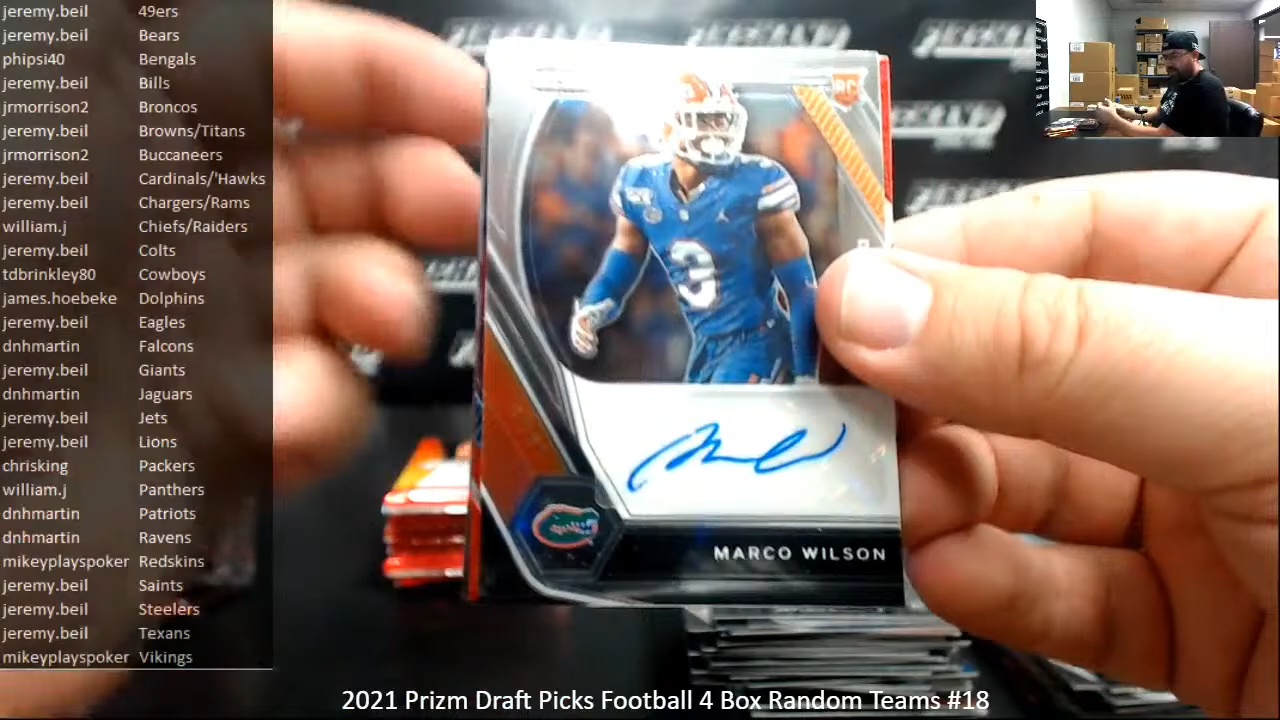 jeremy.beil 49ers
jeremy.beil Bears
phipsi40 Bengals
jeremy.beil Bills
jrmorrison2 Broncos
jeremy.beil Browns/Titans
jrmorrison2 Buccaneers
jeremy.beil Cardinals/'Hawks
jeremy.beil Chargers/Rams
william.j Chiefs/Raiders
jeremy.beil Colts
tdbrinkley80 Cowboys
james.hoebeke Dolphins
jeremy.beil Eagles
dnhmartin Falcons
jeremy.beil Giants
dnhmartin Jaguars
jeremy.beil Jets
jeremy.beil Lions
chrisking Packers
william.j Panthers
dnhmartin Patriots
dnhmartin Ravens
mikeyplayspoker Redskins
jeremy.beil Saints
jeremy.beil Steelers
jeremy.beil Texans
mikeyplayspoker Vikings
RC
3
3
MARCO WILSON
2021 Prizm Draft Picks Football 4 Box Random Teams #18